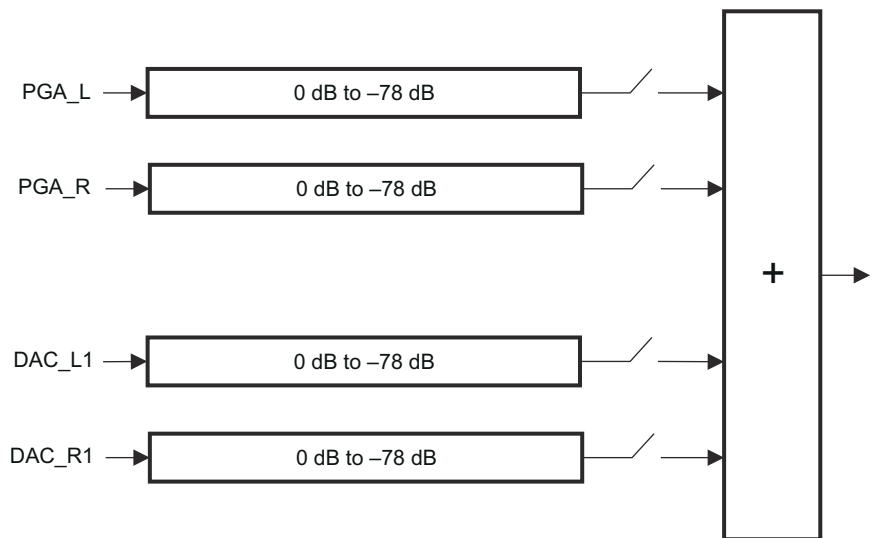 PGA_L
0 dB to –78 dB
PGA_R
0 dB to –78 dB
+
DAC_L1
0 dB to –78 dB
DAC_R1
0 dB to –78 dB